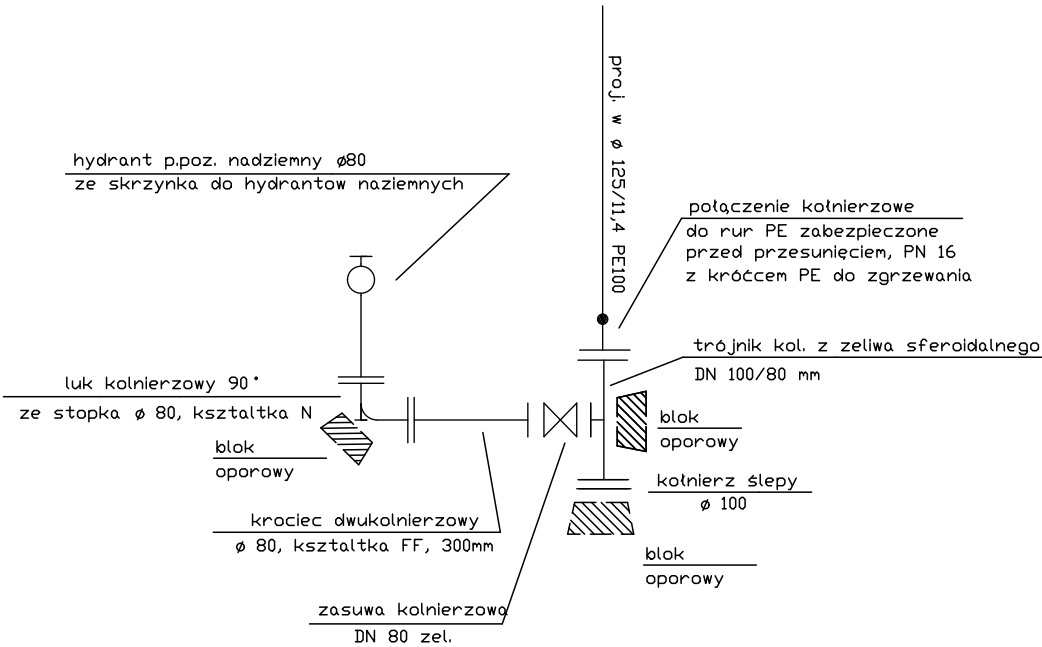 proj. w ø 125/11,4 PE100
hydrant p.poz. nadziemny ø80
ze skrzynka do hydrantow naziemnych
połączenie kołnierzowe
do rur PE zabezpieczone
przed przesunięciem, PN 16
z króćcem PE do zgrzewania
trójnik kol. z zeliwa sferoidalnego
DN 100/80 mm
luk kolnierzowy 90°
ze stopka ø 80, ksztaltka N
blok
oporowy
blok
oporowy
kołnierz ślepy
ø 100
krociec dwukolnierzowy
ø 80, ksztaltka FF, 300mm
blok
oporowy
zasuwa kolnierzowa
DN 80 zel.